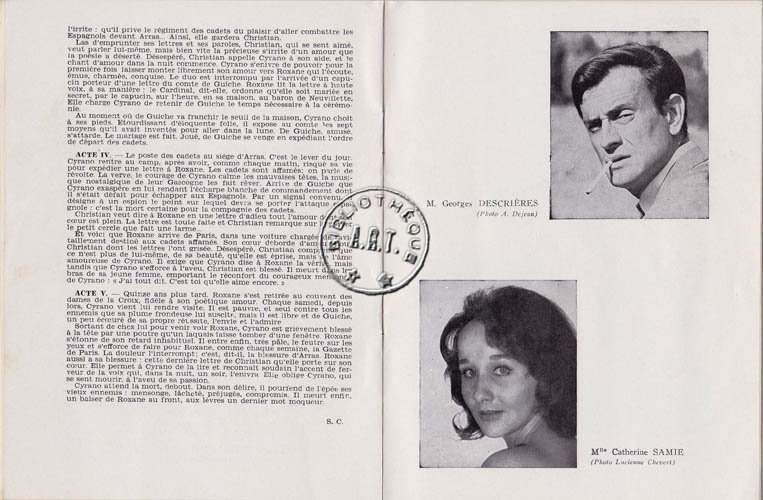 l'irrite : qu'il prive le régiment des cadets du plaisir d'aller combattre les
Espagnols devant Arras... Ainsi, elle gardera Christian.
Las d'emprunter ses lettres et ses paroles, Christian, qui se sent aimé,
veut parler lui-même, mais bien vite la précieuse s'irrite d'un amour que
la poésie a déserté. Désespéré, Christian appelle Cyrano à son aide, et le
chant d'amour dans la nuit commence. Cyrano s'enivre de pouvoir pour la
première fois laisser monter librement son amour vers Roxane qui l'écoute,
émue, charmée, conquise. Le duo est interrompu par l'arrivée d'un capu-
cin porteur d'une lettre du comte de Guiche. Roxane lit la lettre à haute
voix, à sa manière : le Cardinal, dit-elle, ordonne qu'elle soit mariée en
secret, par le capucin, sur l'heure, en sa maison, au baron de Neuvillette.
Elle charge Cyrano de retenir de Guiche le temps nécessaire à la cérémo-
nie.
Au moment où de Guiche va franchir le seuil de la maison, Cyrano choit
à ses pieds. Etourdissant d'éloquente folie, il expose au comte les sept
moyens qu'il avait inventés pour aller dans la lune. De Guiche, amusé,
s'attarde. Le mariage est fait. Joué, de Guiche se venge en expédiant l'ordre
de départ des cadets.
ACTE IV. — Le poste des cadets au siège d'Arras. C'est le lever du jour.
Cyrano rentre au camp, après avoir, comme chaque matin, risqué sa vie
pour expédier une lettre à Roxane. Les cadets sont affamés: on parle de
révolte. La verve, le courage de Cyrano calme les mauvaises têtes, la musi-
que nostalgique de leur Gascogne les fait rêver. Arrive de Guiche que
Cyrano exaspère en lui rendant l'écharpe blanche de commandement dont
il s'était défait pour échapper aux Espagnols. Par un signal convenu
désigne à un espion le point sur lequel devra se porter l'attaque
gnole : c'est la mort certaine pour la compagnie des cadets.
Christian veut dire à Roxane en une lettre d'adieu tout l'amour dont
cœur est plein. La lettre est toute faite et Christian remarque sur
le petit cercle que fait une larme...
Et voici que Roxane arrive de Paris, dans une voiture chargée de
taillement destiné aux cadets affamés. Son cœur déborde d'am
Christian dont les lettres l'ont grisée. Désespéré, Christian comp que
ce n'est plus de lui-même, de sa beauté, qu'elle est éprise, mais de l'âme
amoureuse de Cyrano. Il exige que Cyrano dise à Roxane la vérité, mais
tandis que Cyrano s'efforce à l'aveu, Christian est blessé. Il meurt dans les
bras de sa jeune femme, emportant le réconfort du courageux men
de Cyrano : « J'ai tout dit. C'est toi qu'elle aime encore. »
ACTE V. — Quinze ans plus tard. Roxane s'est retirée au couvent des
dames de la Croix, fidèle à son poétique amour. Chaque samedi, depuis
lors, Cyrano vient lui rendre visite. Il est pauvre, et seul contre tous les
ennemis que sa plume frondeuse lui suscite, mais il est libre et de Guiche,
un peu écœuré de sa propre réussite, l'envie et l'admire
Sortant de chez lui pour venir voir Roxane, Cyrano est grièvement blessé
à la tête par une poutre qu'un laquais laisse tomber d'une fenêtre. Roxane
s'étonne de son retard inhabituel. Il entre enfin, très pâle, le feutre sur les
yeux et s'efforce de faire pour Roxane, comme chaque semaine, la Gazette
de Paris. La douleur l'interrompt: c'est, dit-il, la blessure d'Arras. Roxane
aussi a sa blessure : cette dernière lettre de Christian qu'elle porte sur son
cœur. Elle permet à Cyrano de la lire et reconnaît soudain l'accent de fer-
veur de la voix qui, dans la nuit, un soir, l'enivra. Elle oblige Cyrano, qui
se sent mourir, à l'aveu de sa passion.
Cyrano attend la mort, debout. Dans son délire, il pourfend de l'épée ses
vieux ennemis : mensonge, lâcheté, préjugés, compromis. Il meurt enfin,
un baiser de Roxane au front, aux lèvres un dernier mot moqueur.
S. C.
BIBLIOTHÈQUE
A.R.T.
M. Georges DESCRIÈRES
(Photo A. Dejean)
Mlle Catherine SAMIE
(Photo Lucienne Chevert)